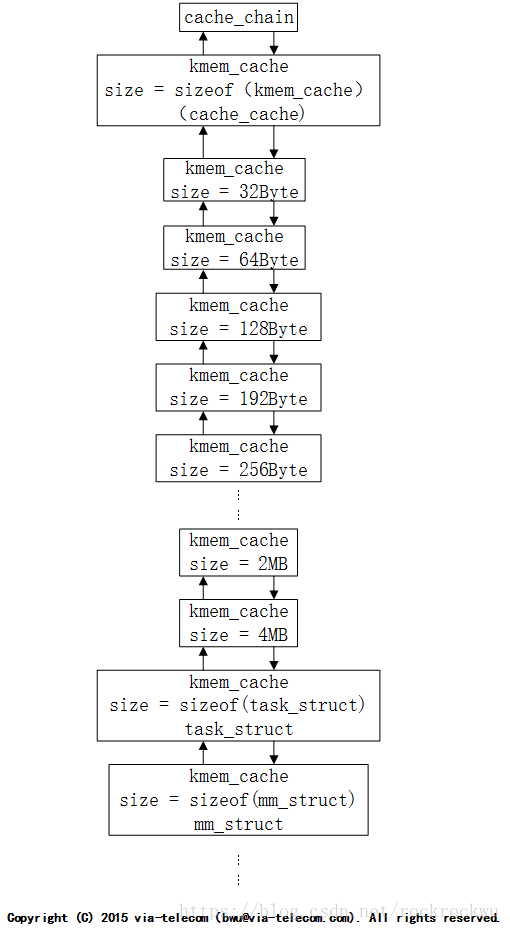 cache_chain
kmem_cache
size = sizeof (kmem_cache)
(cache_cache)
kmem_cache
size = 32Byte
kmem_cache
size = 64Byte
kmem_cache
size = 128Byte
kmem_cache
size = 192Byte
kmem_cache
size = 256Byte
kmem_cache
size = 2MB
kmem_cache
size = 4MB
kmem_cache
size = sizeof(task_struct)
task_struct
kmem_cache
size = sizeof(mm_struct)
mm_struct
https://blog.csdn.net/rockrockwu
Copyright (C) 2015 via-telecom (bwu@via-telecom.com). All rights reserved.